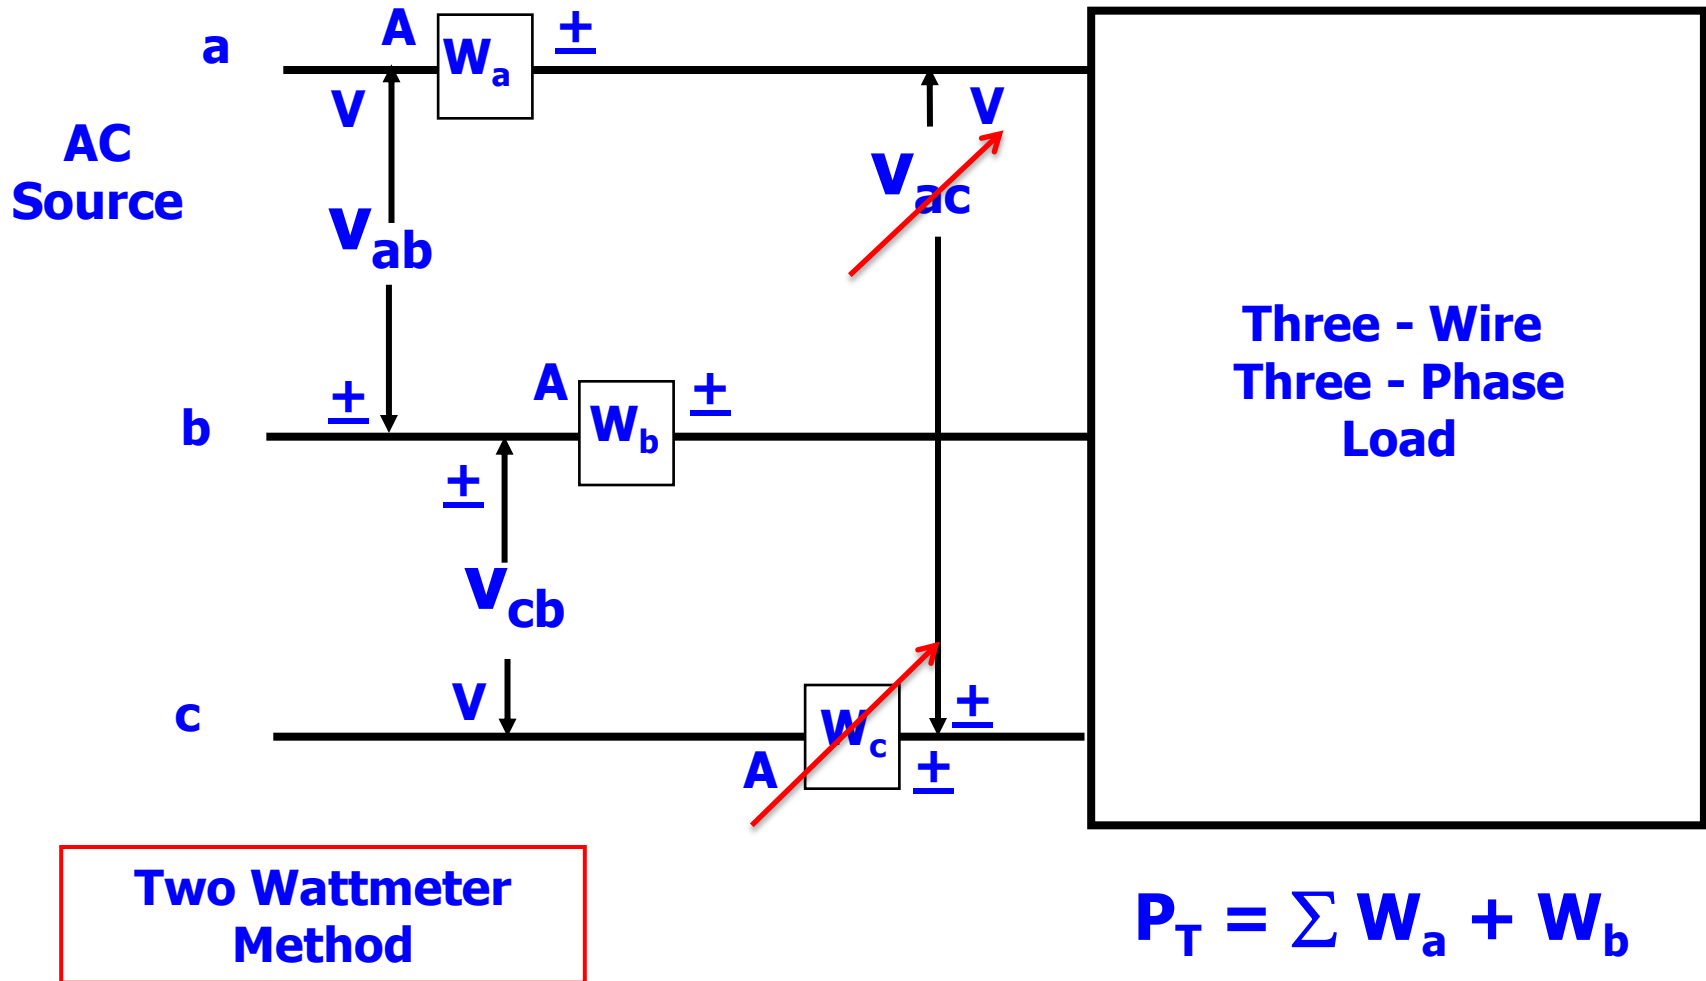 a
A
Wa
±
V
AC
Source
vab
V
vac
Three - Wire
Three - Phase
Load
±
b
A
Wb
±
±
vcb
c
V
A
Wc
±
±
Two Wattmeter
Method
PT = ∑ Wa + Wb